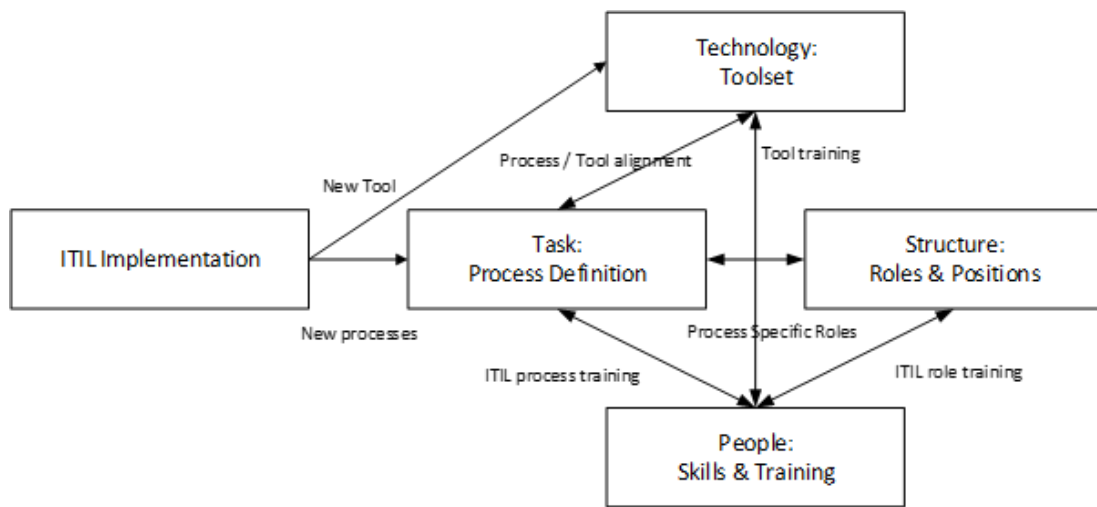 Technology:
Toolset
Process / Tool alignment
Tool training
New Tool
ITIL Implementation
Task:
Process Definition
Structure:
Roles & Positions
New processes
Process Specific Roles
ITIL process training
ITIL role training
People:
Skills & Training